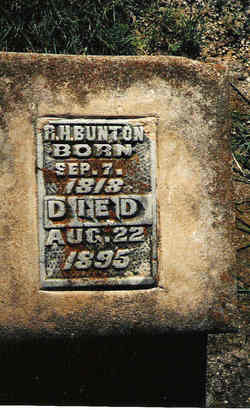 R.H.BUNTON
BORN
SEP. 7.
1818
DIED
AUG. 22
1895